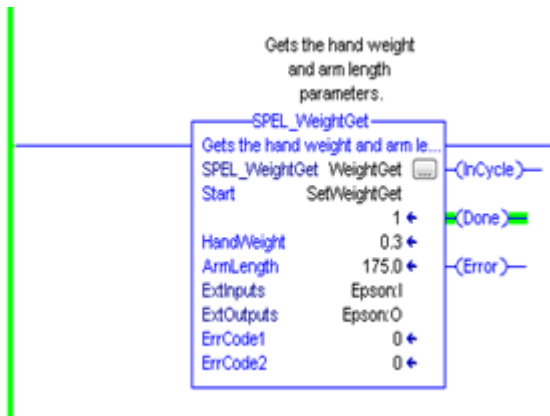 Gets the hand weight
and arm length
parameters.
SPEL_WeightGet
Gets the hand weight and arm le...
SPEL_WeightGet WeightGet ... (InCycle)
Start SetWeightGet
1 (Done)
HandWeight 0.3
ArmLength 175.0 (Error)
ExtInputs Epson:I
ExtOutputs Epson:O
ErrCode1 0
ErrCode2 0